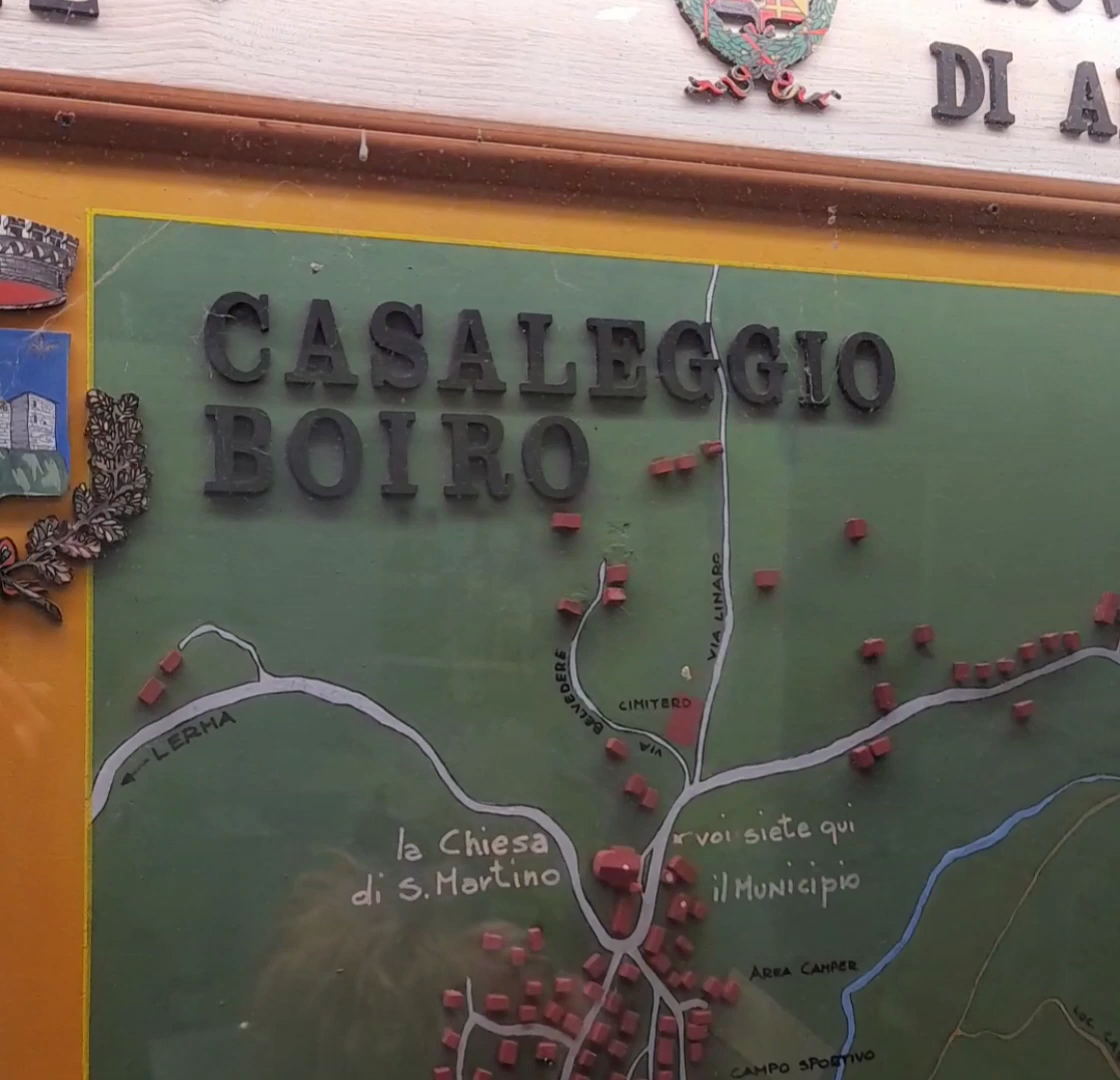 DI
CASALEGGIO
BOIRO
VIA LINARO
VIA BELVEDERE
CIMITERO
← LERMA
la Chiesa
di S. Martino
voi siete qui
il Municipio
AREA CAMPER
CAMPO SPORTIVO
LOC.